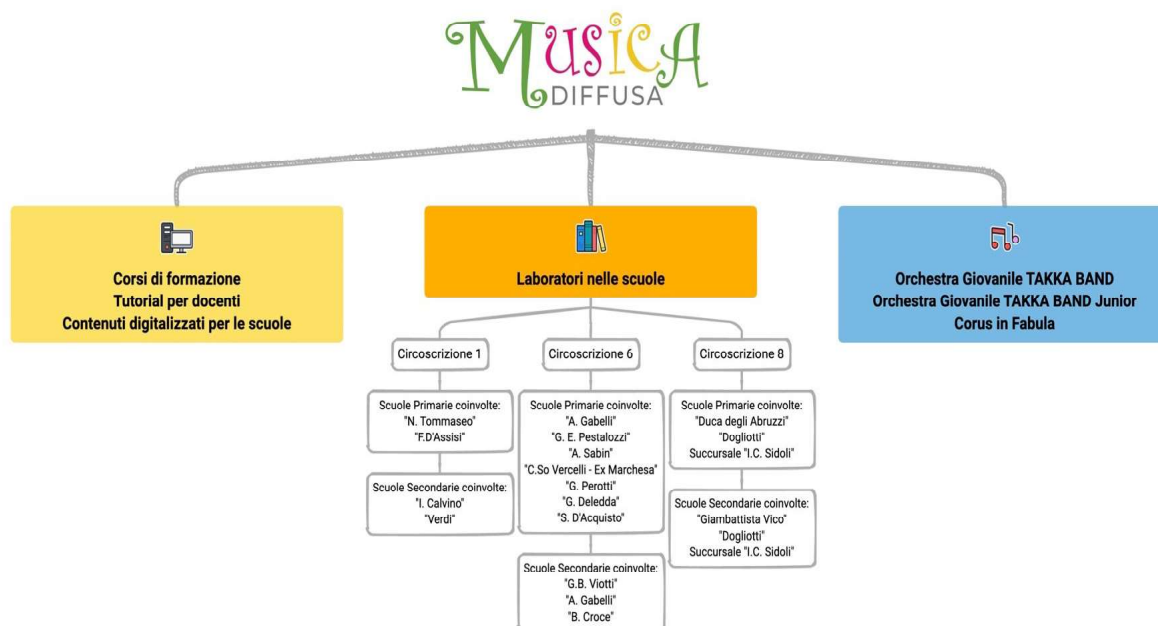 MUSICA
DIFFUSA
Corsi di formazione
Tutorial per docenti
Contenuti digitalizzati per le scuole
Laboratori nelle scuole
Orchestra Giovanile TAKKA BAND
Orchestra Giovanile TAKKA BAND Junior
Corus in Fabula
Circoscrizione 1
Scuole Primarie coinvolte:
"N. Tommaseo"
"F.D'Assisi"
Scuole Secondarie coinvolte:
"I. Calvino"
"Verdi"
Circoscrizione 6
Scuole Primarie coinvolte:
"A. Gabelli"
"G. E. Pestalozzi"
"A. Sabin"
"C.So Vercelli - Ex Marchesa"
"G. Perotti"
"G. Deledda"
"S. D'Acquisto"
Scuole Secondarie coinvolte:
"G.B. Viotti"
"A. Gabelli"
"B. Croce"
Circoscrizione 8
Scuole Primarie coinvolte:
"Duca degli Abruzzi"
"Dogliotti"
Succursale "I.C. Sidoli"
Scuole Secondarie coinvolte:
"Giambattista Vico"
"Dogliotti"
Succursale "I.C. Sidoli"